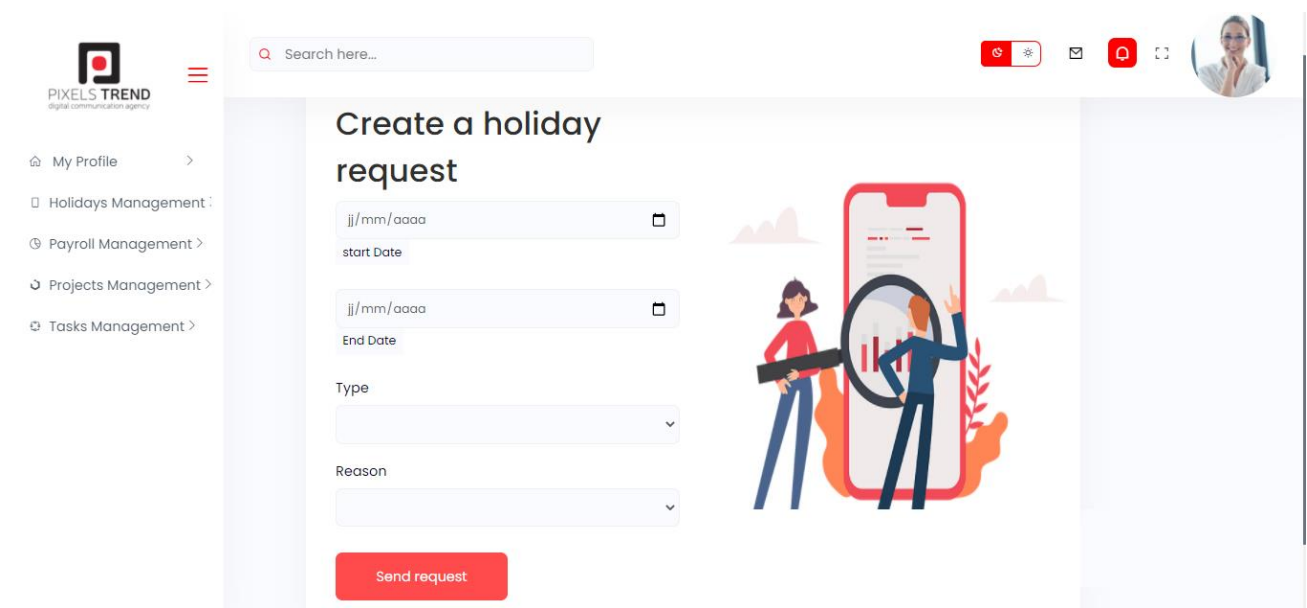 PIXELS TREND
digital communication agency
Search here...
My Profile
Holidays Management
Payroll Management
Projects Management
Tasks Management
Create a holiday
request
jj/mm/aaaa
start Date
jj/mm/aaaa
End Date
Type
Reason
Send request